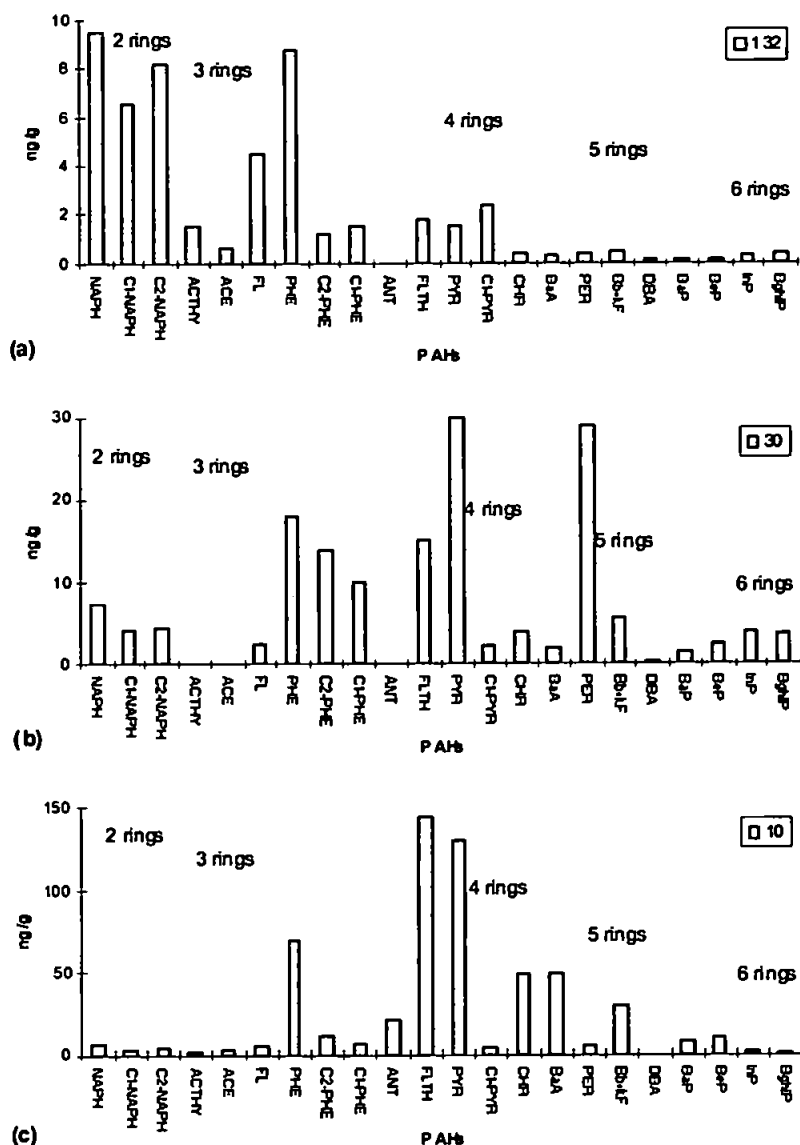 10
2 rings
132
8
3 rings
6
ng/g
4 rings
4
5 rings
2
6 rings
0
NAPH
C1-NAPH
C2-NAPH
ACTHY
ACE
FL
PHE
C2-PHE
C1-PHE
ANT
FLTH
PYR
C1-PYR
CHR
BaA
PER
Bb+kF
DBA
BaP
BeP
InP
BghiP
(a)
PAHs
30
2 rings
30
3 rings
20
ng/g
4 rings
5 rings
10
6 rings
0
NAPH
C1-NAPH
C2-NAPH
ACTHY
ACE
FL
PHE
C2-PHE
C1-PHE
ANT
FLTH
PYR
C1-PYR
CHR
BaA
PER
Bb+kF
DBA
BaP
BeP
InP
BghiP
(b)
PAHs
150
2 rings
10
3 rings
100
4 rings
ng/g
5 rings
50
6 rings
0
NAPH
C1-NAPH
C2-NAPH
ACTHY
ACE
FL
PHE
C2-PHE
C1-PHE
ANT
FLTH
PYR
C1-PYR
CHR
BaA
PER
Bb+kF
DBA
BaP
BeP
InP
BghiP
(c)
PAHs